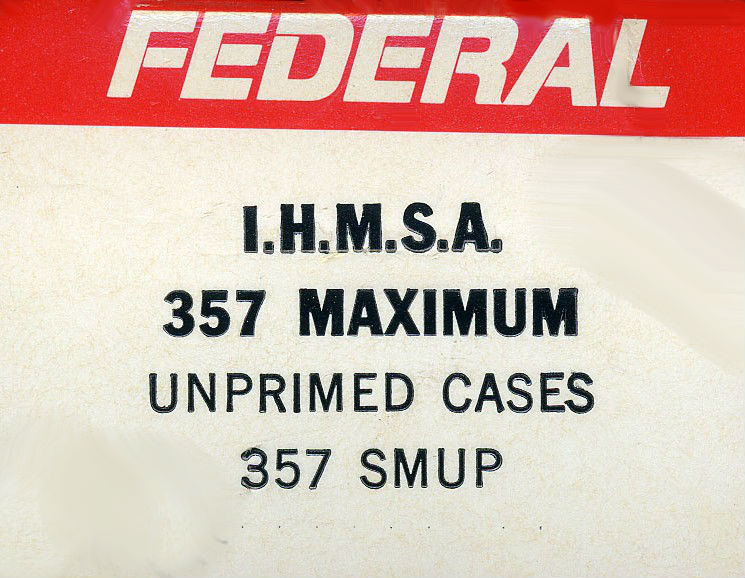 FEDERAL
I.H.M.S.A.
357 MAXIMUM
UNPRIMED CASES
357 SMUP